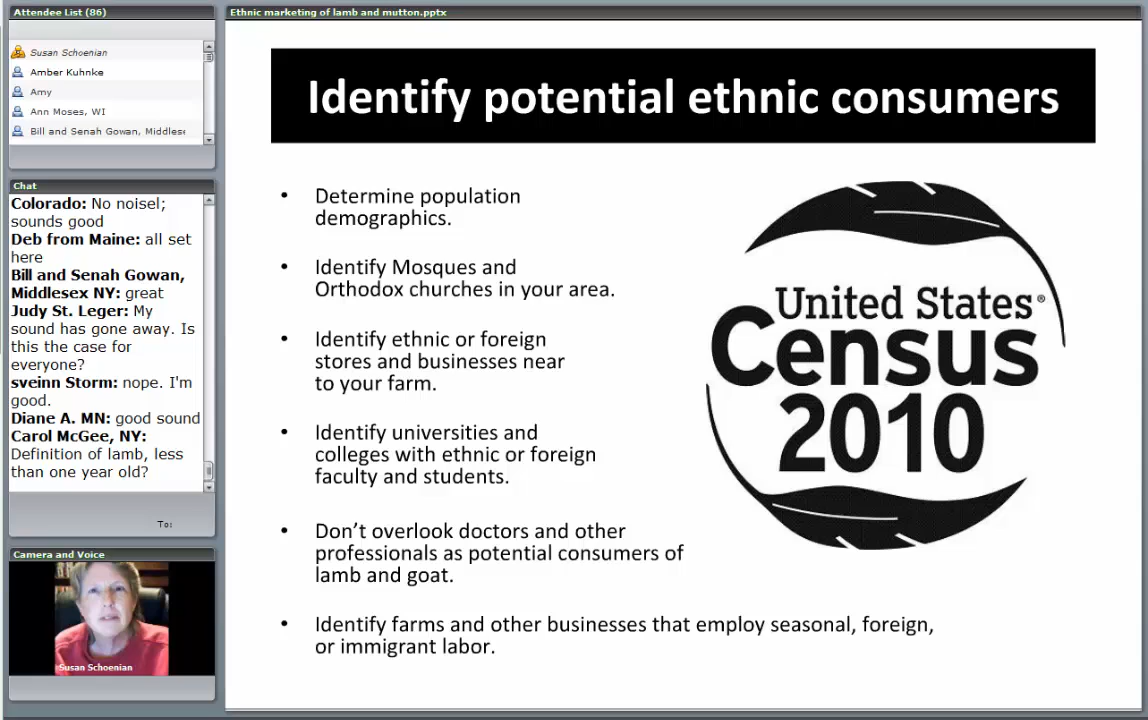 Attendee List (86)
Susan Schoenian
Amber Kuhnke
Amy
Ann Moses, WI
Bill and Senah Gowan, Middlese
Chat
Colorado: No noisel;
sounds good
Deb from Maine: all set
here
Bill and Senah Gowan,
Middlesex NY: great
Judy St. Leger: My
sound has gone away. Is
this the case for
everyone?
sveinn Storm: nope. I'm
good.
Diane A. MN: good sound
Carol McGee, NY:
Definition of lamb, less
than one year old?
To:
Camera and Voice
Susan Schoenian
Ethnic marketing of lamb and mutton.pptx
Identify potential ethnic consumers
• Determine population
demographics.
• Identify Mosques and
Orthodox churches in your area.
• Identify ethnic or foreign
stores and businesses near
to your farm.
• Identify universities and
colleges with ethnic or foreign
faculty and students.
• Don’t overlook doctors and other
professionals as potential consumers of
lamb and goat.
• Identify farms and other businesses that employ seasonal, foreign,
or immigrant labor.
United States®
Census
2010